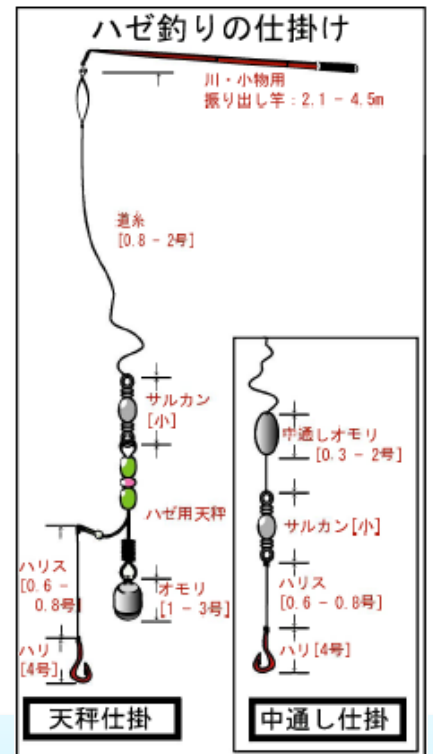 ハゼ釣りの仕掛け
川・小物用
振り出し竿：2.1 - 4.5m
道糸
[0.8 - 2号]
サルカン
[小]
ハゼ用天秤
ハリス
[0.6 -
0.8号]
オモリ
[1 - 3号]
ハリ
[4号]
天秤仕掛
中通しオモリ
[0.3 - 2号]
サルカン[小]
ハリス
[0.6 - 0.8号]
ハリ[4号]
中通し仕掛